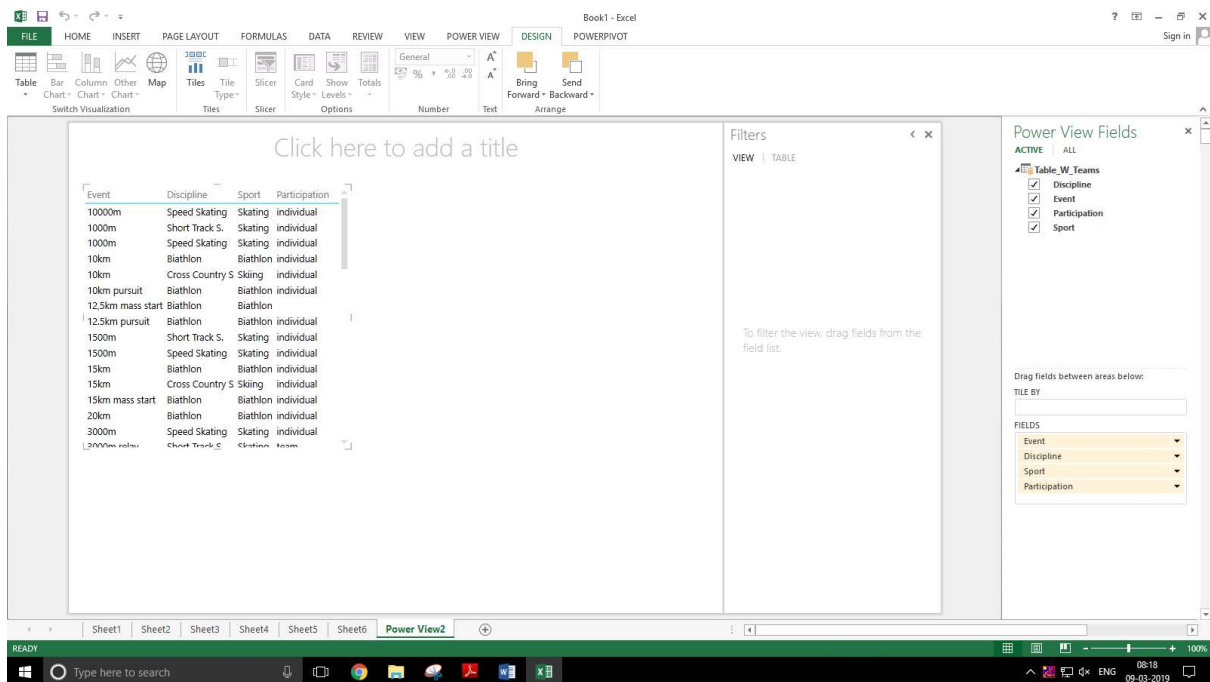 Book1 - Excel
FILE HOME INSERT PAGE LAYOUT FORMULAS DATA REVIEW VIEW POWER VIEW DESIGN POWERPIVOT Sign in
Table Bar Chart Column Chart Other Chart Map Tiles Tile Type Slicer Card Style Show Levels Totals General % Bring Forward Send Backward
Switch Visualization Tiles Slicer Options Number Text Arrange
Click here to add a title
Event Discipline Sport Participation
10000m Speed Skating Skating individual
1000m Short Track S. Skating individual
1000m Speed Skating Skating individual
10km Biathlon Biathlon individual
10km Cross Country S Skiing individual
10km pursuit Biathlon Biathlon individual
12,5km mass start Biathlon Biathlon
12.5km pursuit Biathlon Biathlon individual
1500m Short Track S. Skating individual
1500m Speed Skating Skating individual
15km Biathlon Biathlon individual
15km Cross Country S Skiing individual
15km mass start Biathlon Biathlon individual
20km Biathlon Biathlon individual
3000m Speed Skating Skating individual
3000m relay Short Track S Skating team
Filters
VIEW TABLE
To filter the view, drag fields from the
field list.
Power View Fields
ACTIVE ALL
Table_W_Teams
Discipline
Event
Participation
Sport
Drag fields between areas below:
TILE BY
FIELDS
Event
Discipline
Sport
Participation
Sheet1 Sheet2 Sheet3 Sheet4 Sheet5 Sheet6 Power View2
READY 100%
Type here to search ENG 08:18
09-03-2019